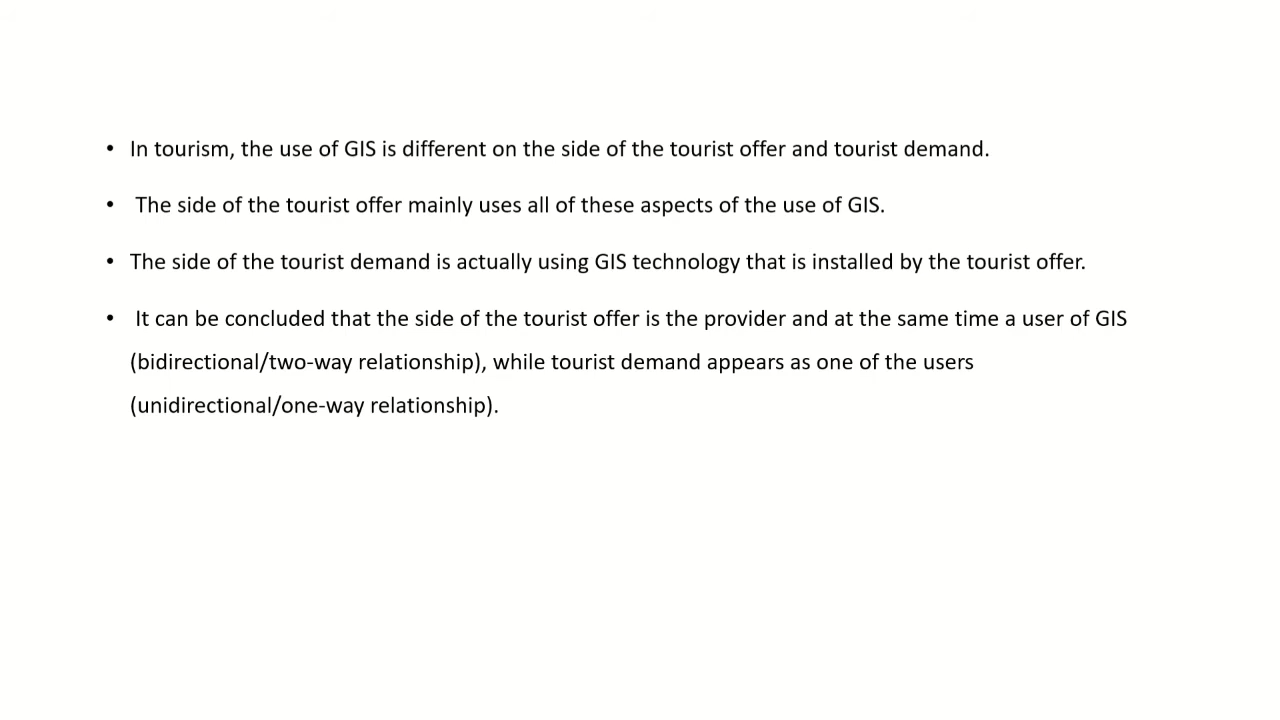 • In tourism, the use of GIS is different on the side of the tourist offer and tourist demand.
• The side of the tourist offer mainly uses all of these aspects of the use of GIS.
• The side of the tourist demand is actually using GIS technology that is installed by the tourist offer.
• It can be concluded that the side of the tourist offer is the provider and at the same time a user of GIS
(bidirectional/two-way relationship), while tourist demand appears as one of the users
(unidirectional/one-way relationship).